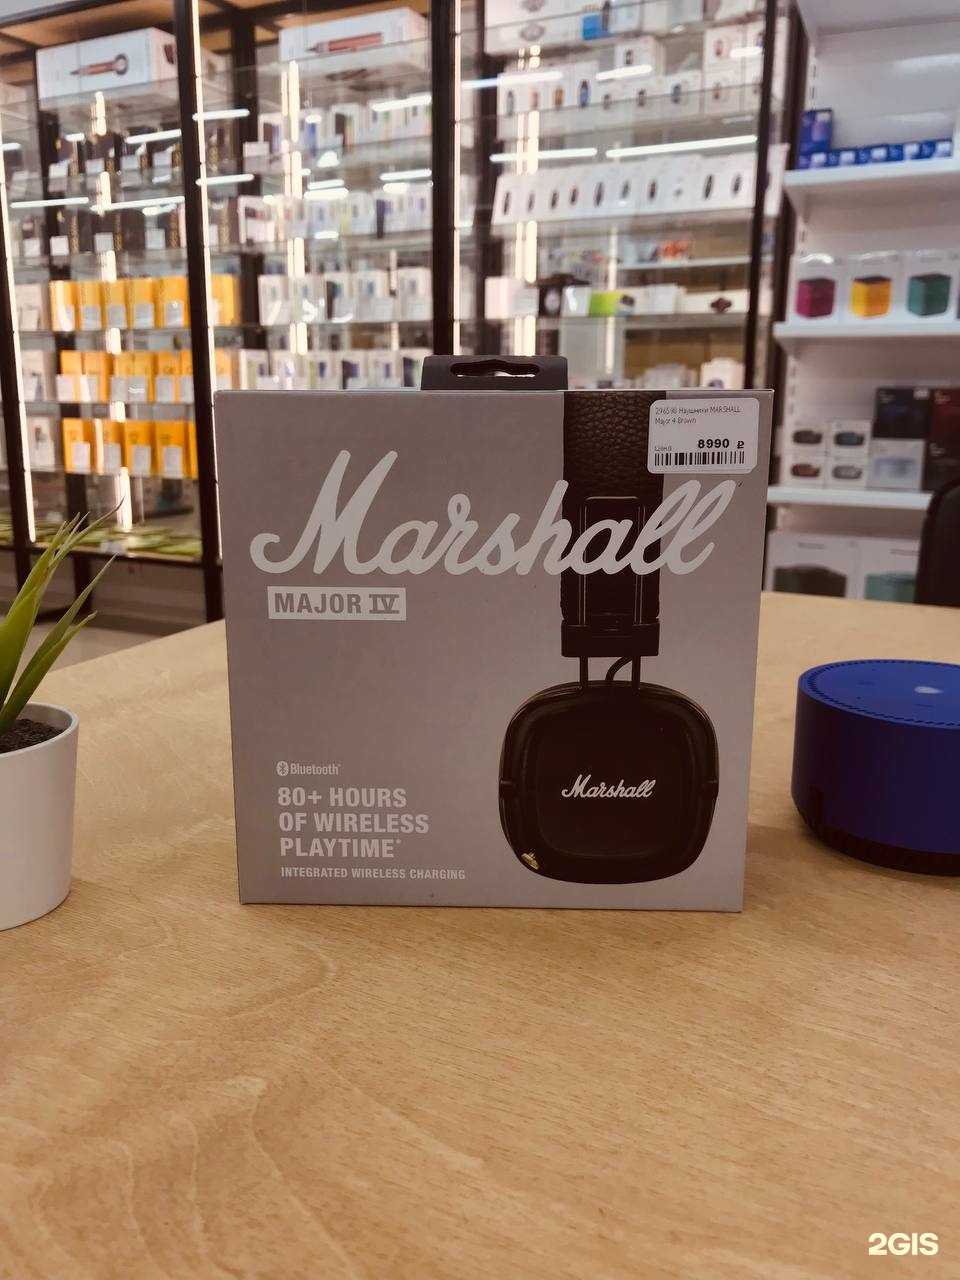 Наушники MARSHALL
Major 4 Brown
8990 ₽
Marshall
MAJOR IV
Bluetooth
80+ HOURS
OF WIRELESS
PLAYTIME*
INTEGRATED WIRELESS CHARGING
Marshall
2GIS